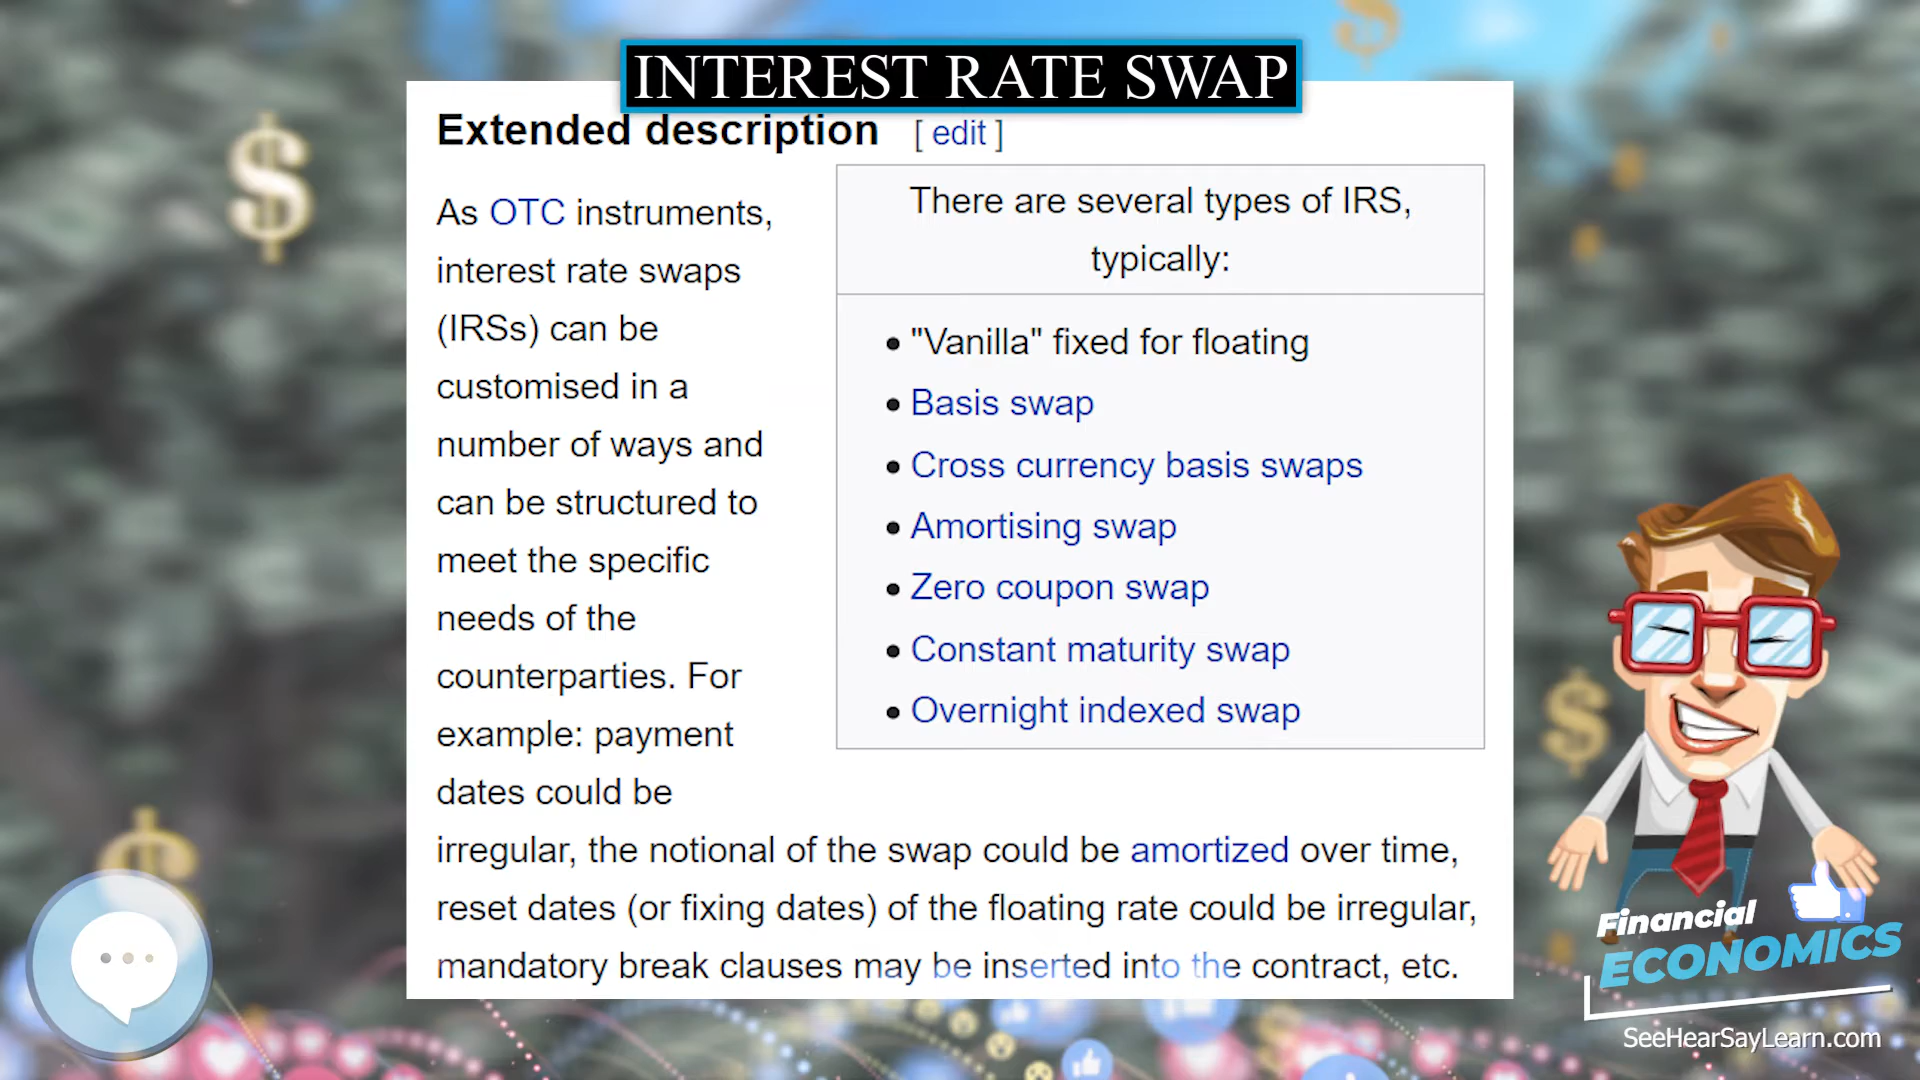 INTEREST RATE SWAP
Extended description [ edit ]
As OTC instruments,
interest rate swaps
(IRSs) can be
customised in a
number of ways and
can be structured to
meet the specific
needs of the
counterparties. For
example: payment
dates could be
irregular, the notional of the swap could be amortized over time,
reset dates (or fixing dates) of the floating rate could be irregular,
mandatory break clauses may be inserted into the contract, etc.
There are several types of IRS,
typically:
• "Vanilla" fixed for floating
• Basis swap
• Cross currency basis swaps
• Amortising swap
• Zero coupon swap
• Constant maturity swap
• Overnight indexed swap
Financial
ECONOMICS
SeeHearSayLearn.com